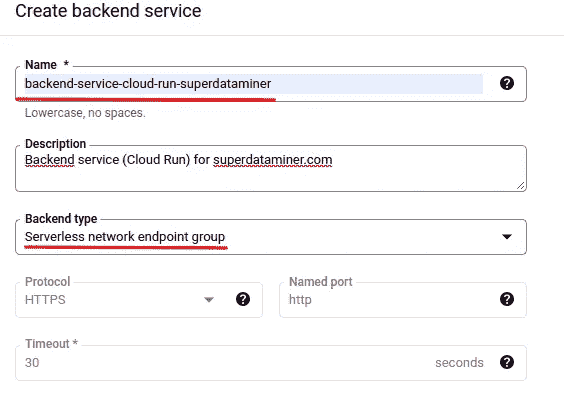 Create backend service
Name *
backend-service-cloud-run-superdataminer
Lowercase, no spaces.
Description
Backend service (Cloud Run) for superdataminer.com
Backend type
Serverless network endpoint group
Protocol
HTTPS
Named port
http
Timeout *
30 seconds